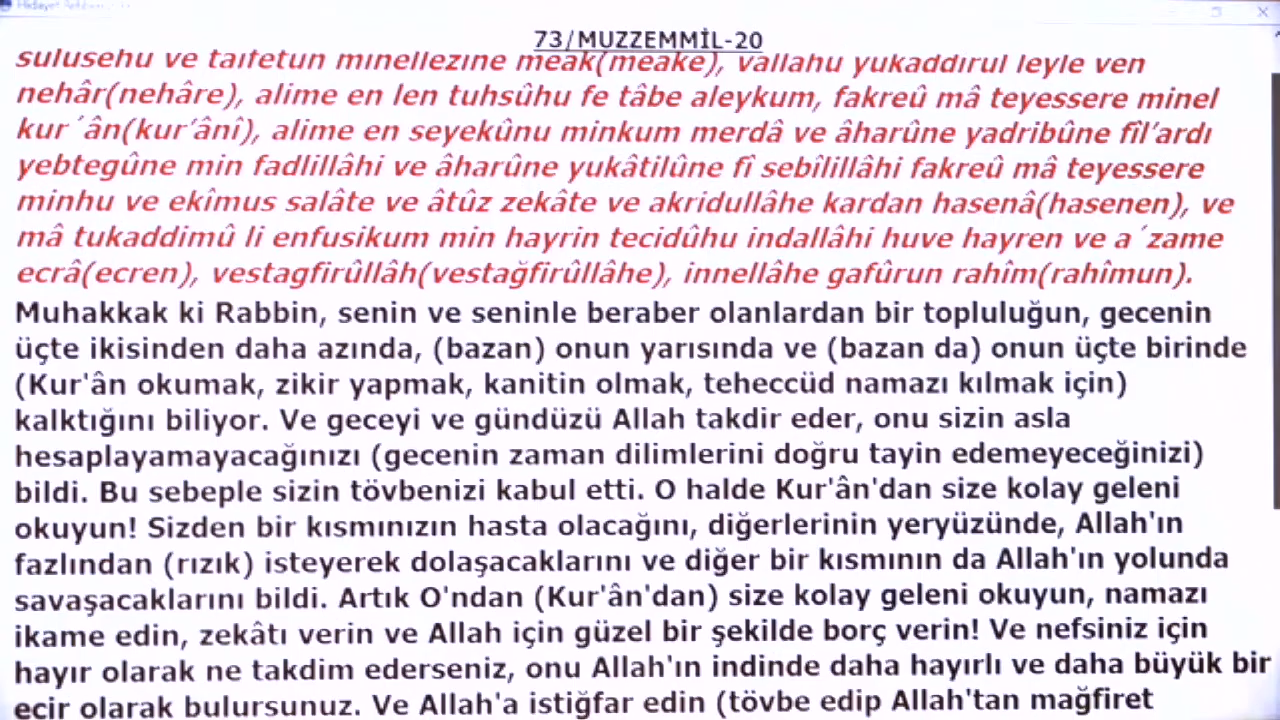 73/MUZZEMMİL-20
sulusehu ve taifetun minellezine meak(meake), vallahu yukaddirul leyle ven
nehâr(nehâre), alime en len tuhsûhu fe tâbe aleykum, fakreû mâ teyessere minel
kur´ân(kur'ânî), alime en seyekûnu minkum merdâ ve âharûne yadribûne fîl'ardı
yebtegûne min fadlillâhi ve âharûne yukâtilûne fî sebîlillâhi fakreû mâ teyessere
minhu ve ekîmus salâte ve âtûz zekâte ve akridullâhe kardan hasenâ(hasenen), ve
mâ tukaddimû li enfusikum min hayrin tecidûhu indallâhi huve hayren ve a´zame
ecrâ(ecren), vestagfirûllâh(vestağfirûllâhe), innellâhe gafûrun rahîm(rahîmun).
Muhakkak ki Rabbin, senin ve seninle beraber olanlardan bir topluluğun, gecenin
üçte ikisinden daha azında, (bazan) onun yarısında ve (bazan da) onun üçte birinde
(Kur'ân okumak, zikir yapmak, kanitin olmak, teheccüd namazı kılmak için)
kalktığını biliyor. Ve geceyi ve gündüzü Allah takdir eder, onu sizin asla
hesaplayamayacağınızı (gecenin zaman dilimlerini doğru tayin edemeyeceğinizi)
bildi. Bu sebeple sizin tövbenizi kabul etti. O halde Kur'ân'dan size kolay geleni
okuyun! Sizden bir kısmınızın hasta olacağını, diğerlerinin yeryüzünde, Allah'ın
fazlından (rızık) isteyerek dolaşacaklarını ve diğer bir kısmının da Allah'ın yolunda
savaşacaklarını bildi. Artık O'ndan (Kur'ân'dan) size kolay geleni okuyun, namazı
ikame edin, zekâtı verin ve Allah için güzel bir şekilde borç verin! Ve nefsiniz için
hayır olarak ne takdim ederseniz, onu Allah'ın indinde daha hayırlı ve daha büyük bir
ecir olarak bulursunuz. Ve Allah'a istiğfar edin (tövbe edip Allah'tan mağfiret